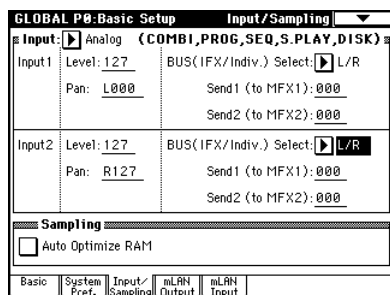 GLOBAL P0:Basic Setup Input/Sampling
Input: Analog (COMBI,PROG,SEQ,S.PLAY,DISK)
Input1 Level: 127 BUS(IFX/Indiv.) Select: L/R
Pan: L000 Send1 (to MFX1): 000
Send2 (to MFX2): 000
Input2 Level: 127 BUS(IFX/Indiv.) Select: L/R
Pan: R127 Send1 (to MFX1): 000
Send2 (to MFX2): 000
Sampling
Auto Optimize RAM
Basic System Pref. Input/Sampling mLAN Output mLAN Input